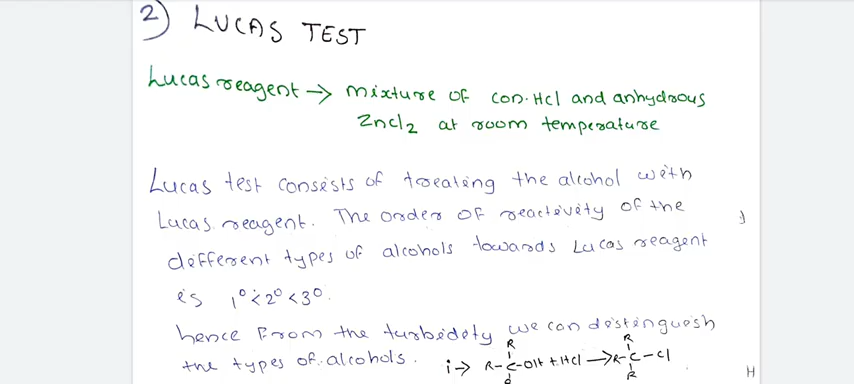 2) LUCAS TEST
Lucas reagent → mixture of con. Hcl and anhydrous
Zncl2 at room temperature
Lucas test consists of treating the alcohol with
Lucas reagent. The order of reactivity of the
different types of alcohols towards Lucas reagent
is 1° < 2° < 3°.
hence from the turbidity we can distinguish
the types of alcohols. i→ R-C-OH + HCl → R-C-Cl
R R
R R
H